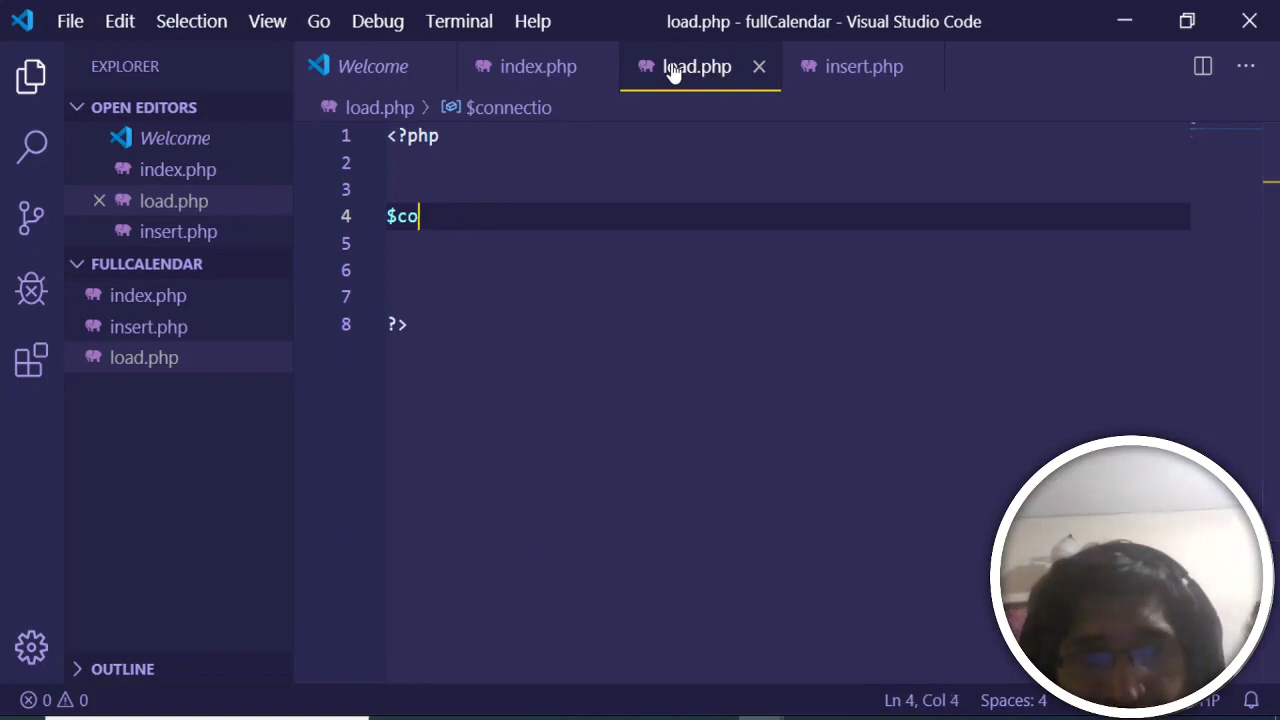 File Edit Selection View Go Debug Terminal Help load.php - fullCalendar - Visual Studio Code
EXPLORER
Welcome index.php load.php insert.php
OPEN EDITORS
Welcome
index.php
load.php
insert.php
FULLCALENDAR
index.php
insert.php
load.php
OUTLINE
load.php > $connectio
1 <?php
2
3
4 $co
5
6
7
8 ?>
0 0 Ln 4, Col 4 Spaces: 4 HP